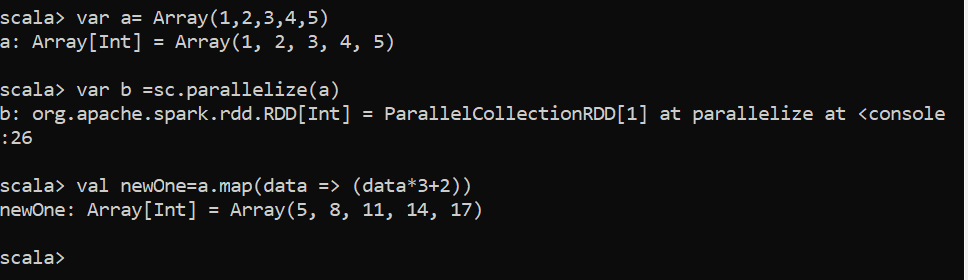 scala> var a= Array(1,2,3,4,5)
a: Array[Int] = Array(1, 2, 3, 4, 5)
scala> var b =sc.parallelize(a)
b: org.apache.spark.rdd.RDD[Int] = ParallelCollectionRDD[1] at parallelize at <console
:26
scala> val newOne=a.map(data => (data*3+2))
newOne: Array[Int] = Array(5, 8, 11, 14, 17)
scala>